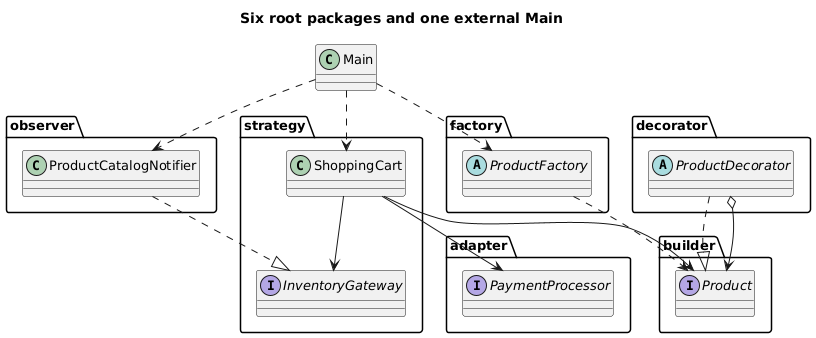 Six root packages and one external Main
C Main
observer
strategy
factory
decorator
C ProductCatalogNotifier
C ShoppingCart
A ProductFactory
A ProductDecorator
adapter
builder
I InventoryGateway
I PaymentProcessor
I Product